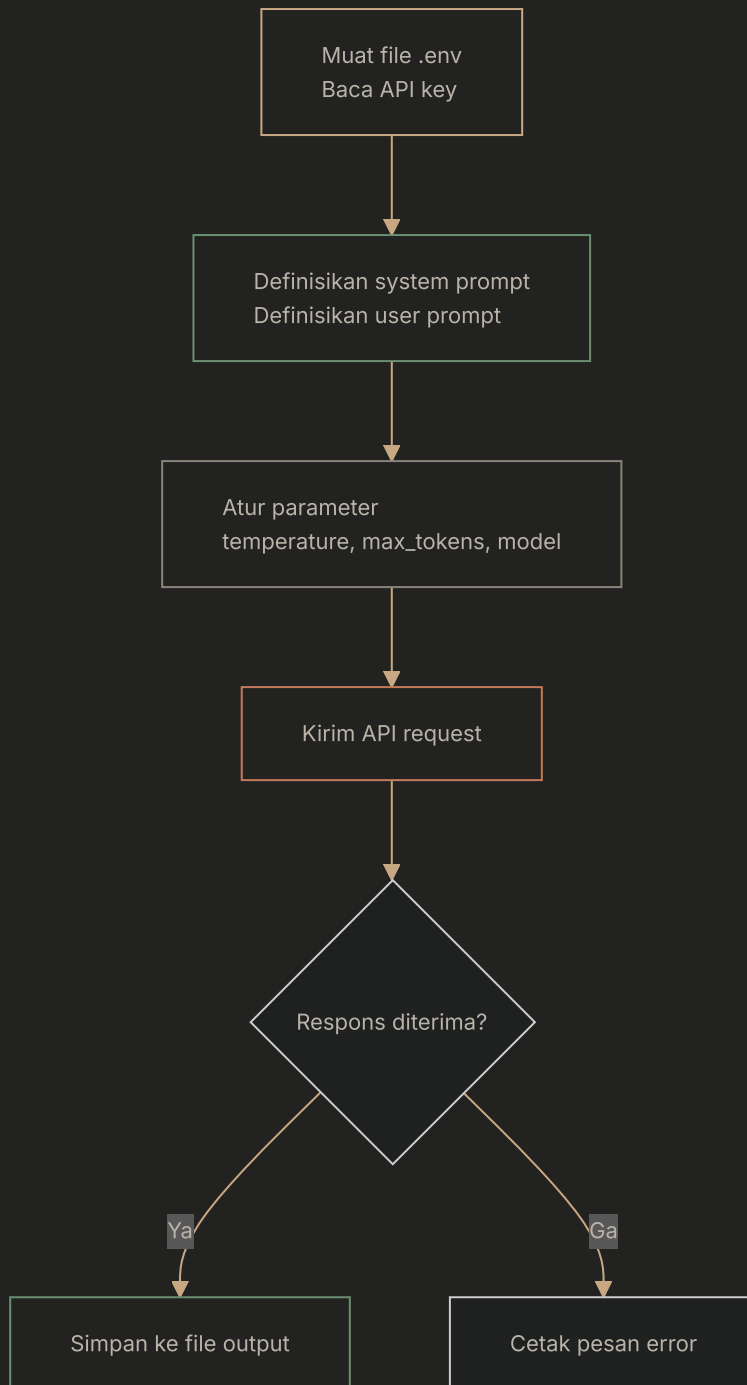 Muat file .env
Baca API key
Definisikan system prompt
Definisikan user prompt
Atur parameter
temperature, max_tokens, model
Kirim API request
Respons diterima?
Ya
Ga
Simpan ke file output
Cetak pesan error